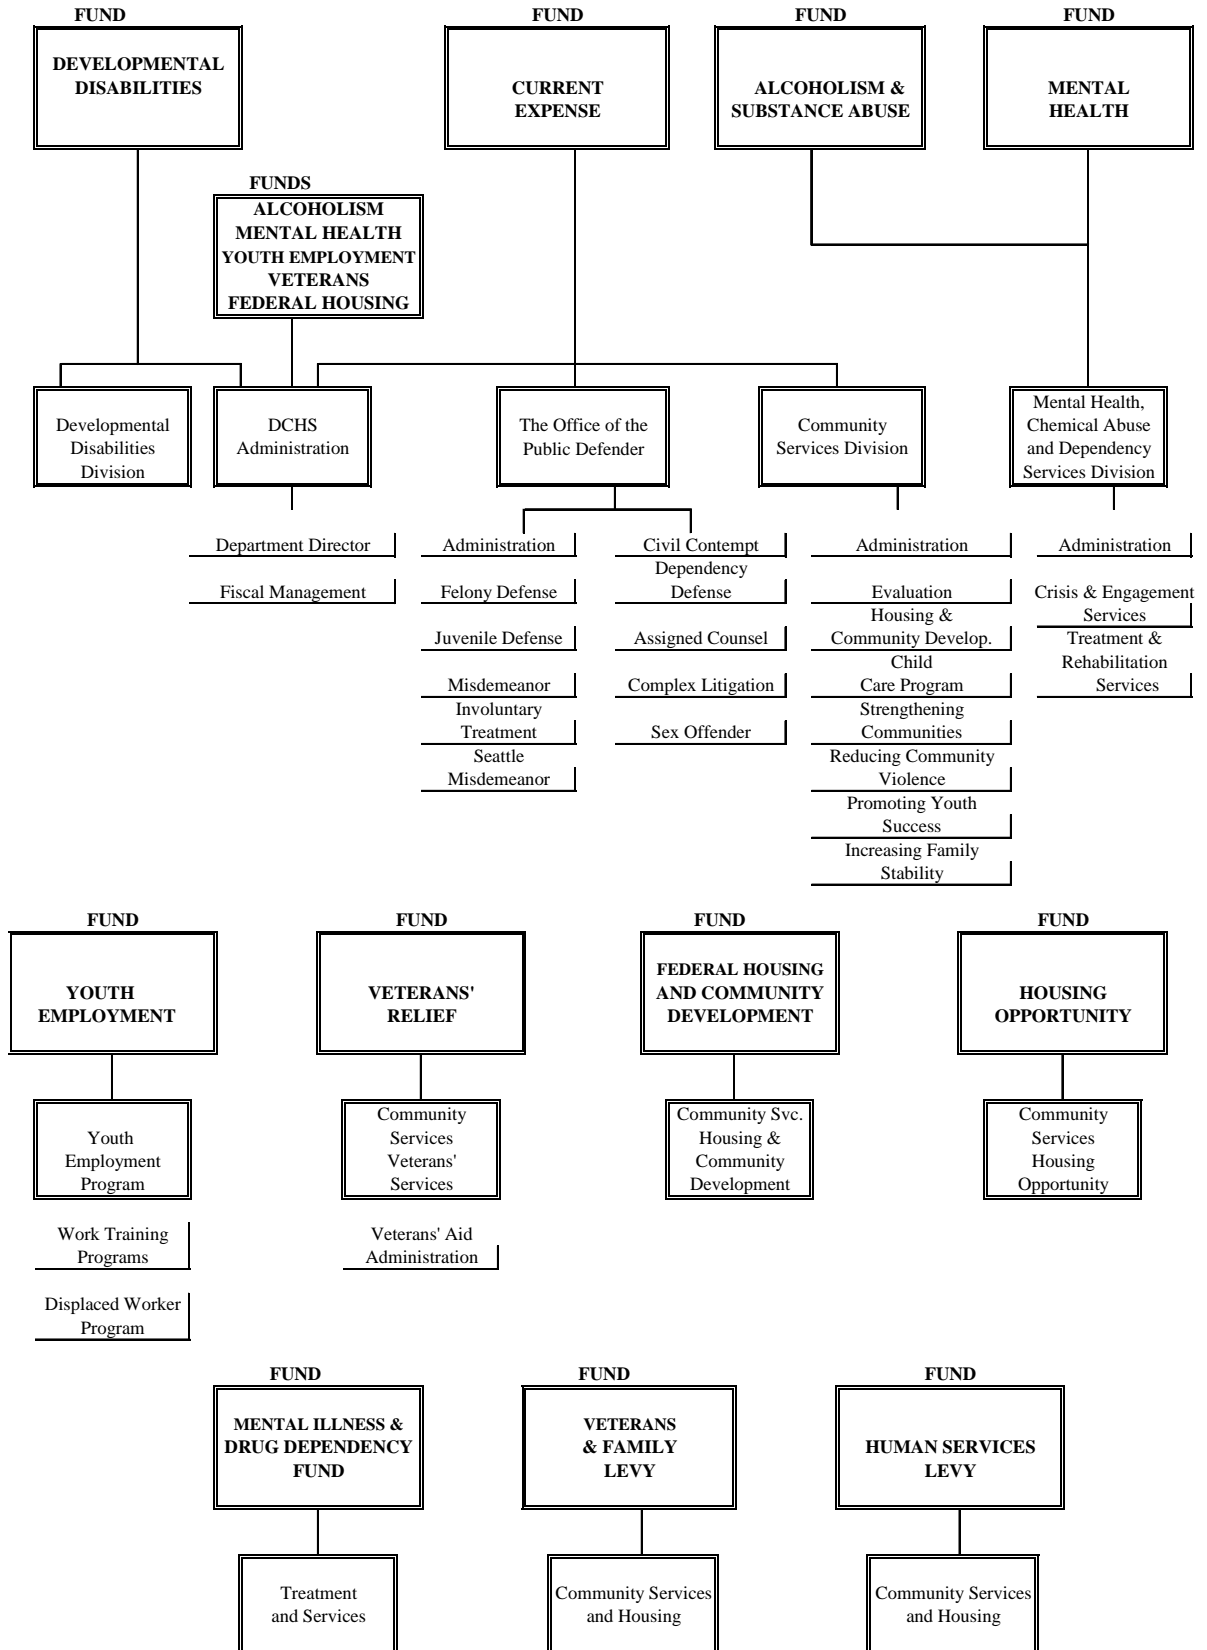 FUND
DEVELOPMENTAL
DISABILITIES
FUND
CURRENT
EXPENSE
FUND
ALCOHOLISM &
SUBSTANCE ABUSE
FUND
MENTAL
HEALTH
FUNDS
ALCOHOLISM
MENTAL HEALTH
YOUTH EMPLOYMENT
VETERANS
FEDERAL HOUSING
Developmental
Disabilities
Division
DCHS
Administration
The Office of the
Public Defender
Community
Services Division
Mental Health,
Chemical Abuse
and Dependency
Services Division
Department Director
Fiscal Management
Administration
Felony Defense
Juvenile Defense
Misdemeanor
Involuntary
Treatment
Seattle
Misdemeanor
Civil Contempt
Dependency
Defense
Assigned Counsel
Complex Litigation
Sex Offender
Administration
Evaluation
Housing &
Community Develop.
Child
Care Program
Strengthening
Communities
Reducing Community
Violence
Promoting Youth
Success
Increasing Family
Stability
Administration
Crisis & Engagement
Services
Treatment &
Rehabilitation
Services
FUND
YOUTH
EMPLOYMENT
FUND
VETERANS'
RELIEF
FUND
FEDERAL HOUSING
AND COMMUNITY
DEVELOPMENT
FUND
HOUSING
OPPORTUNITY
Youth
Employment
Program
Community
Services
Veterans'
Services
Community Svc.
Housing &
Community
Development
Community
Services
Housing
Opportunity
Work Training
Programs
Displaced Worker
Program
Veterans' Aid
Administration
FUND
MENTAL ILLNESS &
DRUG DEPENDENCY
FUND
FUND
VETERANS
& FAMILY
LEVY
FUND
HUMAN SERVICES
LEVY
Treatment
and Services
Community Services
and Housing
Community Services
and Housing